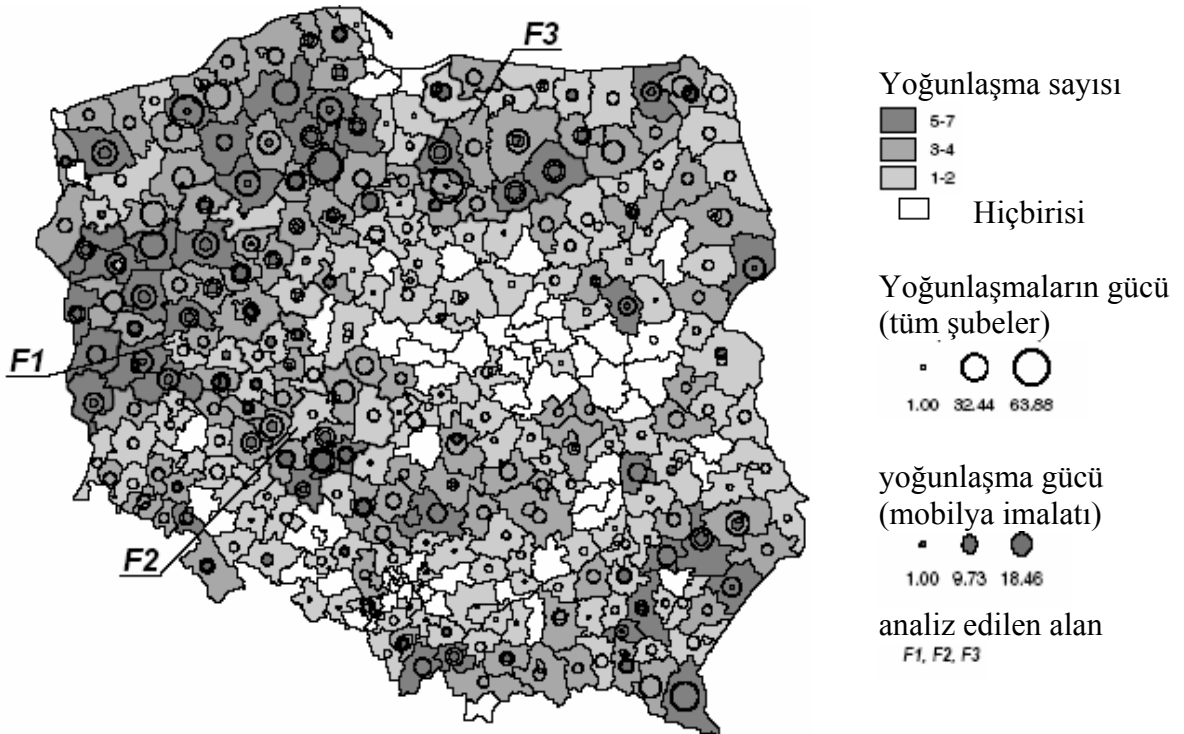 F3
F1
F2
Yoğunlaşma sayısı
5-7
3-4
1-2
Hiçbirisi
Yoğunlaşmaların gücü
(tüm şubeler)
1.00 32.44 63.88
yoğunlaşma gücü
(mobilya imalatı)
1.00 9.73 18.46
analiz edilen alan
F1, F2, F3